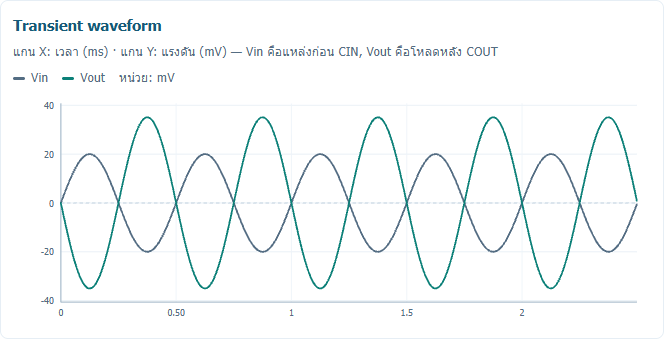 Transient waveform
แกน X: เวลา (ms) · แกน Y: แรงดัน (mV) — Vin คือแหล่งก่อน CIN, Vout คือโหลดหลัง COUT
Vin Vout หน่วย: mV
40
20
0
-20
-40
0 0.50 1 1.5 2